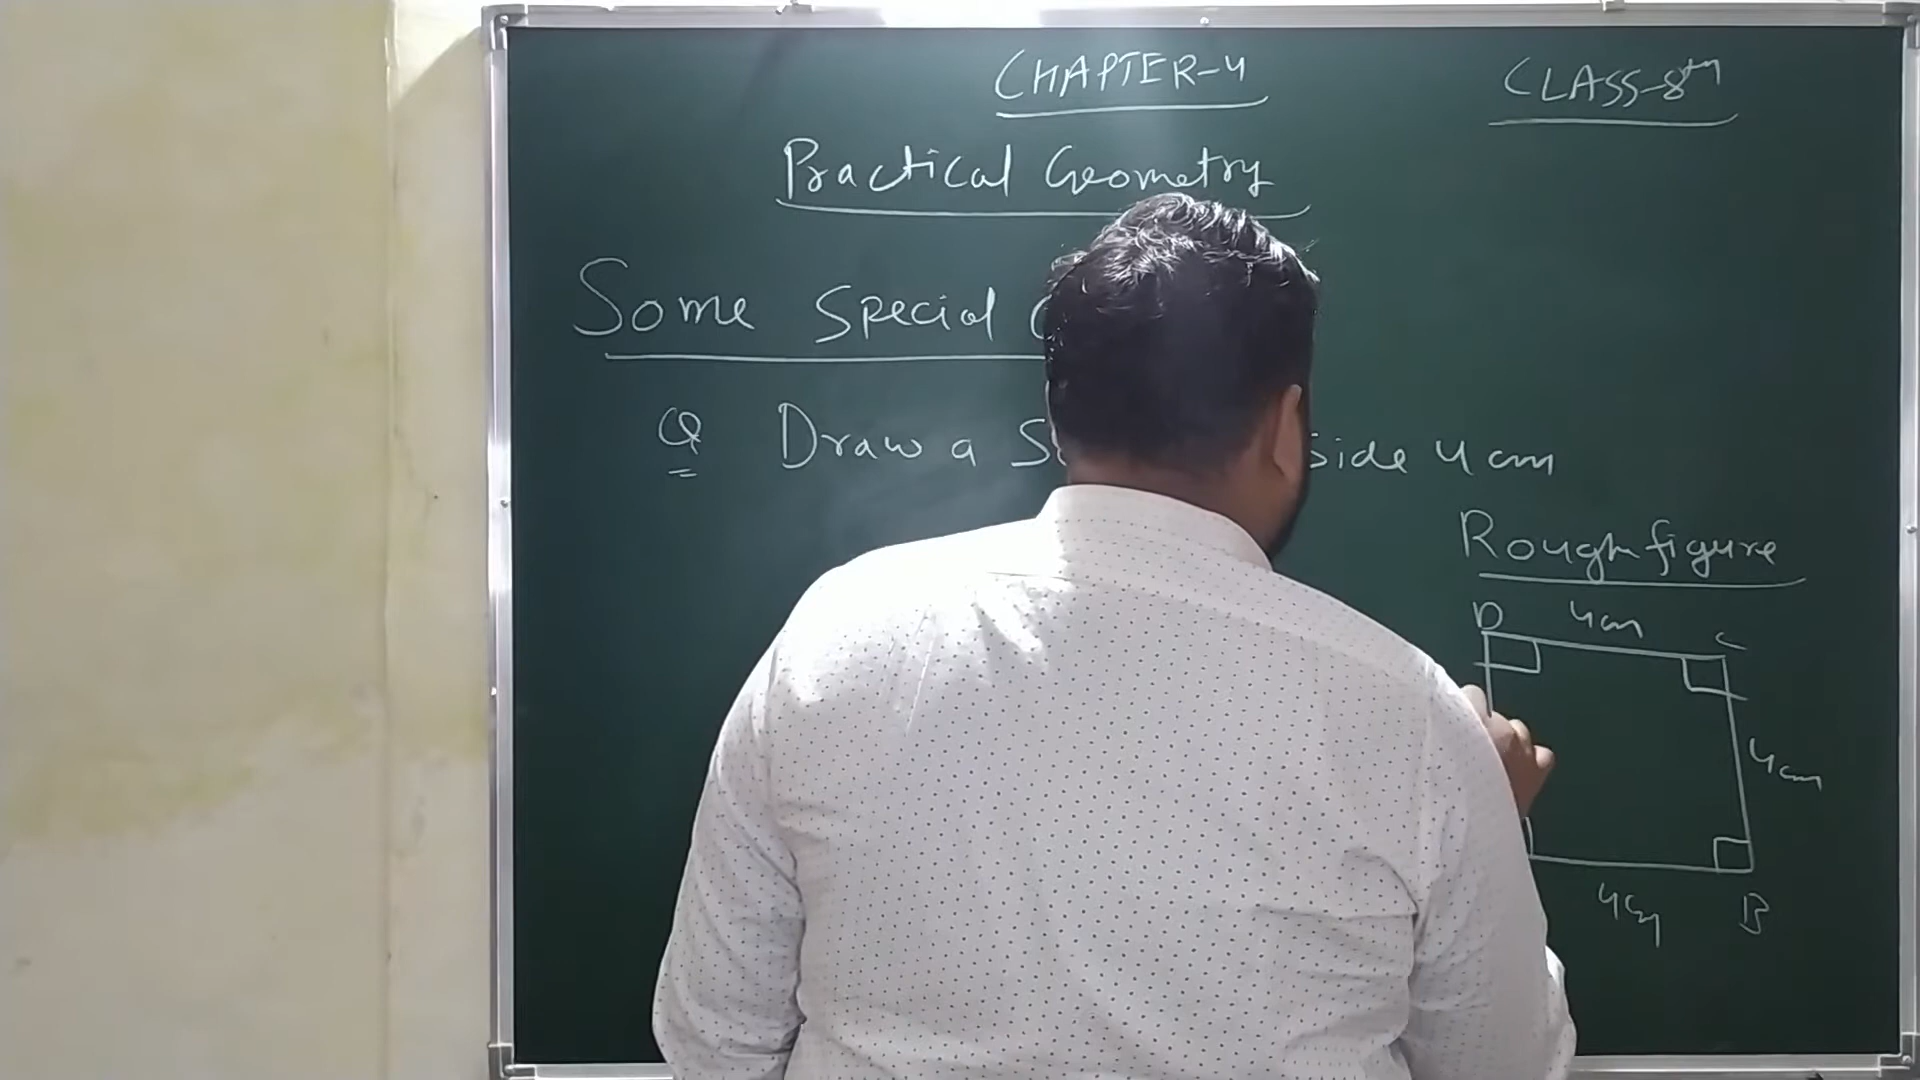 CHAPTER-4
CLASS-8th
Practical Geometry
Some Special
Q Draw a side 4 cm
Rough figure
D 4cm C
4cm
4cm B